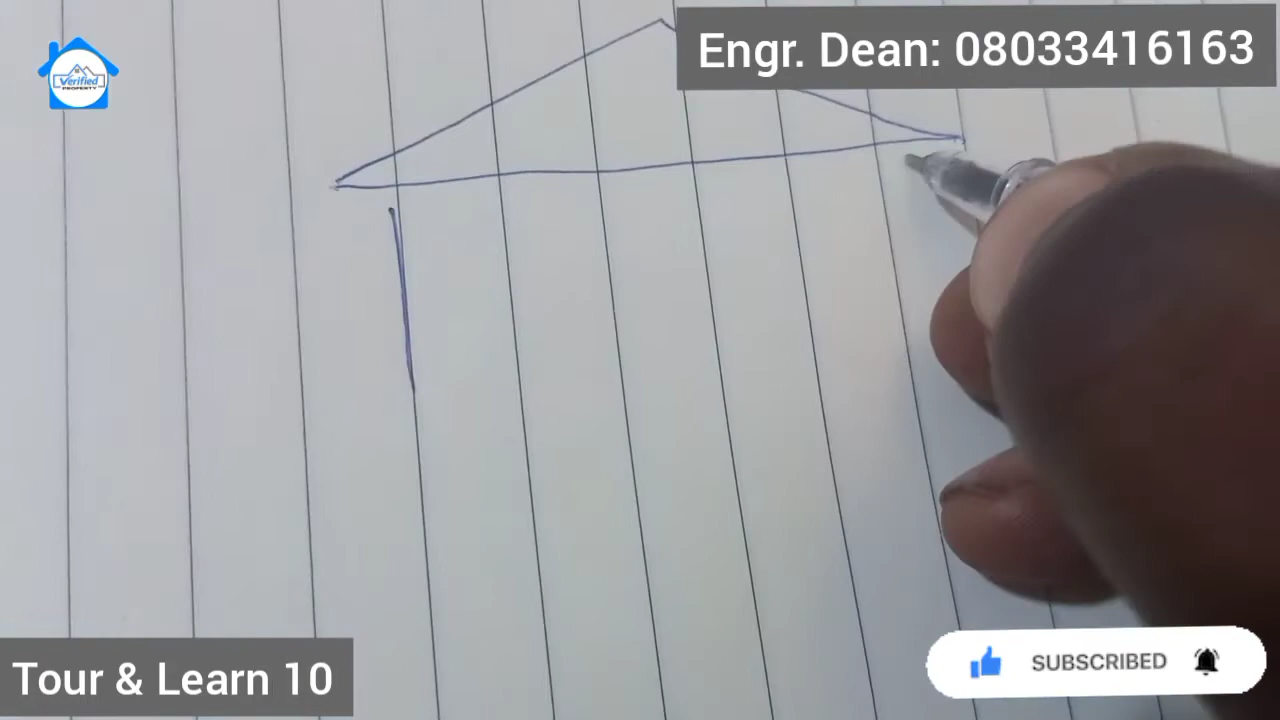 Verified
PROPERTY
Engr. Dean: 08033416163
Tour & Learn 10
SUBSCRIBED